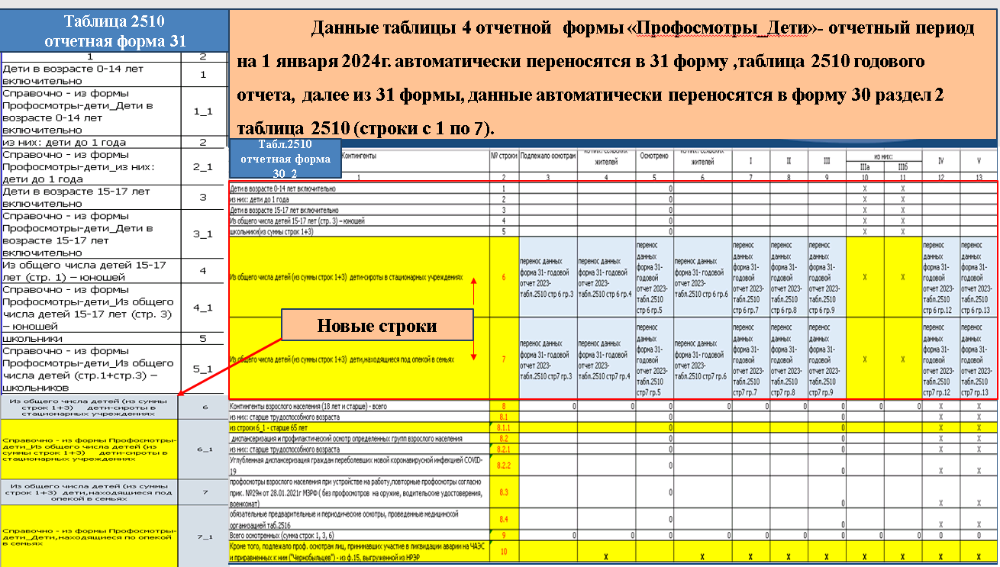 Таблица 2510
отчетная форма 31
Данные таблицы 4 отчетной формы «Профосмотры_Дети»- отчетный период
на 1 января 2024г. автоматически переносятся в 31 форму ,таблица 2510 годового
отчета, далее из 31 формы, данные автоматически переносятся в форму 30 раздел 2
таблица 2510 (строки с 1 по 7).
1 2
Дети в возрасте 0-14 лет
включительно
1
Справочно - из формы
Профосмотры-дети_Дети в
возрасте 0-14 лет
включительно
1_1
из них: дети до 1 года 2
Справочно - из формы
Профосмотры-дети_из них:
дети до 1 года
2_1
Дети в возрасте 15-17 лет
включительно
3
Справочно - из формы
Профосмотры-дети_Дети в
возрасте 15-17 лет
включительно
3_1
Из общего числа детей 15-17
лет (стр. 1) – юношей
4
Справочно - из формы
Профосмотры-дети_Из общего
числа детей 15-17 лет (стр. 3)
– юношей
4_1
школьники 5
Справочно - из формы
Профосмотры-дети_Из общего
числа детей (стр.1+стр.3) –
школьников
5_1
Из общего числа детей (из суммы
строк 1+3) дети-сироты в
стационарных учреждениях
6
Справочно - из формы Профосмотры-
дети_Из общего числа детей (из
суммы строк 1+3) дети-сироты в
стационарных учреждениях
6_1
Из общего числа детей (из суммы
строк 1+3) дети,находящиеся под
опекой в семьях
7
Справочно - из формы Профосмотры-
дети_Дети,находящиеся по опекой
в семьях
7_1
Табл.2510
отчетная форма
30_2
Контингенты № строки Подлежало осмотрам из них: сельских жителей Осмотрено из них: сельских жителей I II III из них: IV V
IIIа IIIб
1 2 3 4 5 6 7 8 9 10 11 12 13
Дети в возрасте 0-14 лет включительно 1 0 X X
из них: дети до 1 года 2 0 X X
Дети в возрасте 15-17 лет включительно 3 0 X X
Из общего числа детей 15-17 лет (стр. 3) – юношей 4 0 X X
школьники(из суммы строк 1+3) 5 0 X X
Из общего числа детей(из суммы строк 1+3) дети-сироты в стационарных учреждениях 6
перенос данных
форма 31- годовой
отчет 2023-
табл.2510 стр 6 гр.3
перенос данных
форма 31- годовой
отчет 2023-
табл.2510 стр 6 гр.4
перенос
данных
форма 31-
годовой
отчет 2023-
табл.2510
стр 6 гр.5
перенос данных
форма 31- годовой
отчет 2023-
табл.2510 стр 6 гр.6
перенос
данных
форма 31-
годовой
отчет 2023-
табл.2510
стр 6 гр.7
перенос
данных
форма 31-
годовой
отчет 2023-
табл.2510
стр 6 гр.8
перенос
данных
форма 31-
годовой
отчет 2023-
табл.2510
стр 6 гр.9
X X
перенос
данных
форма 31-
годовой
отчет 2023-
табл.2510
стр 6 гр.12
перенос
данных
форма 31-
годовой
отчет 2023-
табл.2510
стр 6 гр.13
Новые строки
Из общего числа детей (из суммы строк 1+3) дети,находящиеся под опекой в семьях 7
перенос данных
форма 31- годовой
отчет 2023-
табл.2510 стр7 гр.3
перенос данных
форма 31- годовой
отчет 2023-
табл.2510 стр7 гр.4
перенос
данных
форма 31-
годовой
отчет 2023-
табл.2510
стр7 гр.5
перенос данных
форма 31- годовой
отчет 2023-
табл.2510 стр7 гр.6
перенос
данных
форма 31-
годовой
отчет 2023-
табл.2510
стр7 гр.7
перенос
данных
форма 31-
годовой
отчет 2023-
табл.2510
стр7 гр.8
перенос
данных
форма 31-
годовой
отчет 2023-
табл.2510
стр7 гр.9
X X
перенос
данных
форма 31-
годовой
отчет 2023-
табл.2510
стр7 гр.12
перенос
данных
форма 31-
годовой
отчет 2023-
табл.2510
стр7 гр.13
Контингенты взрослого населения (18 лет и старше) - всего 8 0 0 0 0 0 0 0 0 0 X X
из них: старше трудоспособного возраста 8.1 0 0 X X
из строки 6_1 - старше 65 лет 8.1.1 0 0 X X
диспансеризация и профилактический осмотр определенных групп взрослого населения 8.2 0 0 X X
из них: старше трудоспособного возраста 8.2.1 0 0 X X
Углубленная диспансеризация граждан переболевших новой коронавирусной инфекцией COVID-
19
8.2.2 0 0 X X
профосмотры взрослого населения при устройстве на работу,повторные профосмотры согласно
прик. №29н от 28.01.2021г МЗРФ ( без профосмотров на оружие, водительские удостоверения,
военкомат)
8.3 0 0 X X
обязательные предварительные и периодические осмотры, проведенные медицинской
организацией таб.2516
8.4 0 0 X X
Всего осмотренных (сумма строк 1, 3, 6) 9 0 0 0 0 0 0 0 0 0 0 0
Кроме того, подлежало проф. осмотрам лиц, принимавших участие в ликвидации аварии на ЧАЭС
и приравненных к ним ("Чернобыльцев") - из ф.15, выгруженной из НРЭР
10 X X X X X X X X X